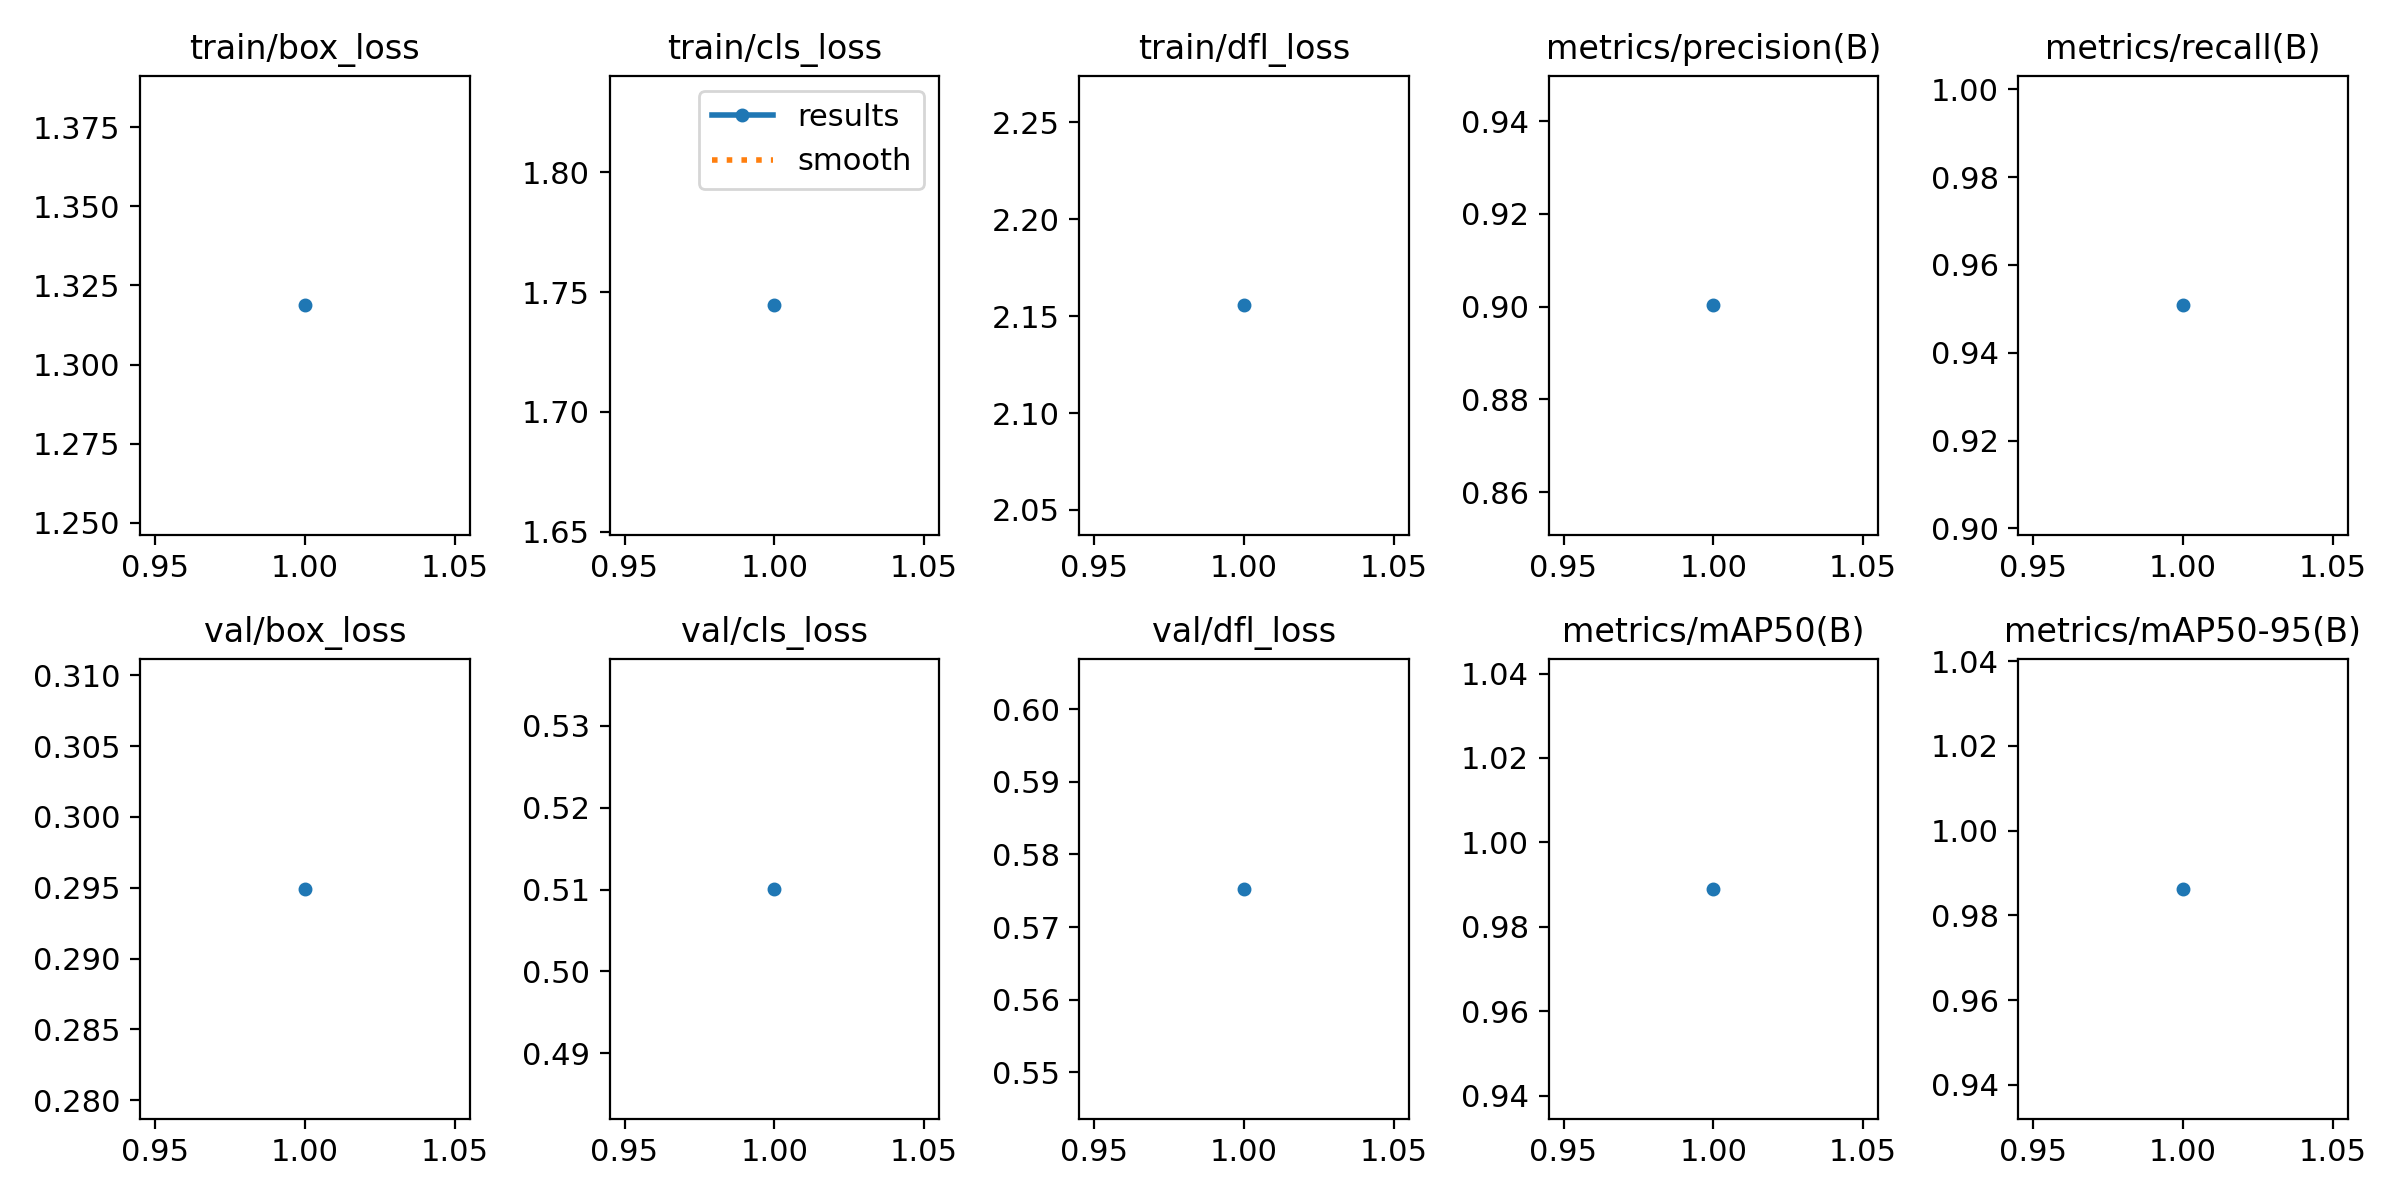 train/box_loss
1.375
1.350
1.325
1.300
1.275
1.250
0.95 1.00 1.05
train/cls_loss
results
smooth
1.80
1.75
1.70
1.65
0.95 1.00 1.05
train/dfl_loss
2.25
2.20
2.15
2.10
2.05
0.95 1.00 1.05
metrics/precision(B)
0.94
0.92
0.90
0.88
0.86
0.95 1.00 1.05
metrics/recall(B)
1.00
0.98
0.96
0.94
0.92
0.90
0.95 1.00 1.05
val/box_loss
0.310
0.305
0.300
0.295
0.290
0.285
0.280
0.95 1.00 1.05
val/cls_loss
0.53
0.52
0.51
0.50
0.49
0.95 1.00 1.05
val/dfl_loss
0.60
0.59
0.58
0.57
0.56
0.55
0.95 1.00 1.05
metrics/mAP50(B)
1.04
1.02
1.00
0.98
0.96
0.94
0.95 1.00 1.05
metrics/mAP50-95(B)
1.04
1.02
1.00
0.98
0.96
0.94
0.95 1.00 1.05